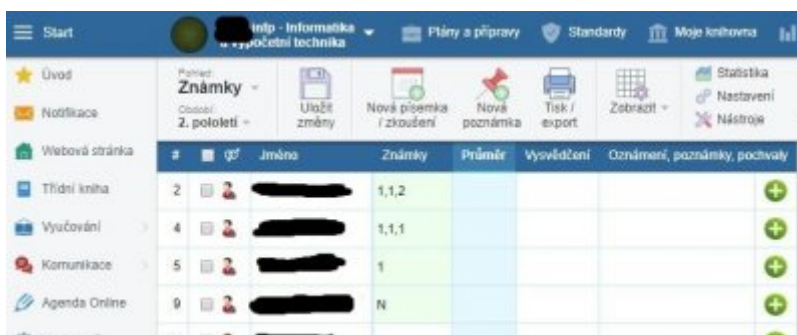 Start
intp - Informatika
a výpočetní technika
Plány a přípravy
Standardy
Moje knihovna
Úvod
Notifikace
Webová stránka
Třídní kniha
Vyučování
Komunikace
Agenda Online
Pohled:
Známky
Období:
2. pololetí
Uložit
změny
Nová písemka
/ zkoušení
Nová
poznámka
Tisk /
export
Zobrazit
Statistika
Nastavení
Nástroje
# Jméno Známky Průměr Vysvědčení Oznámení, poznámky, pochvaly
2 1,1,2
4 1,1,1
5 1
9 N